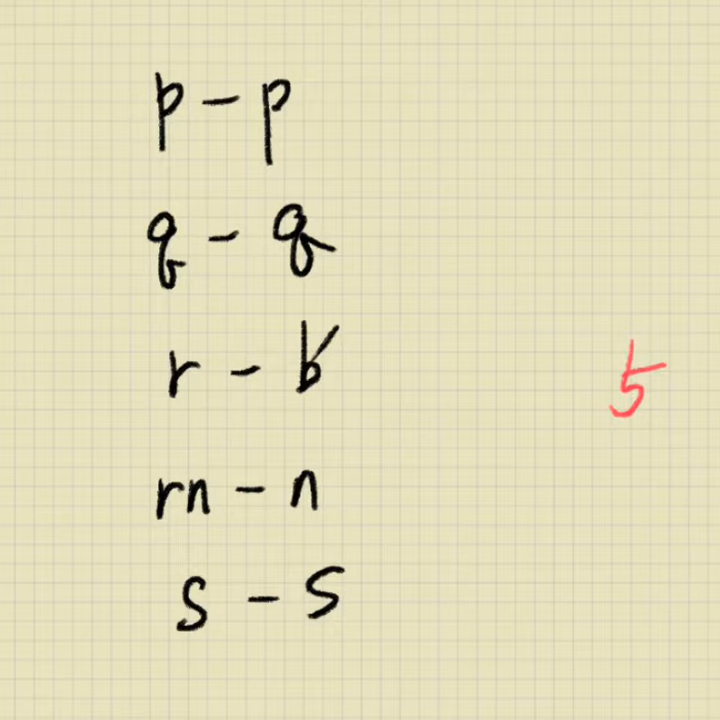 p - p
q - q
r - b
rn - n
s - s
5